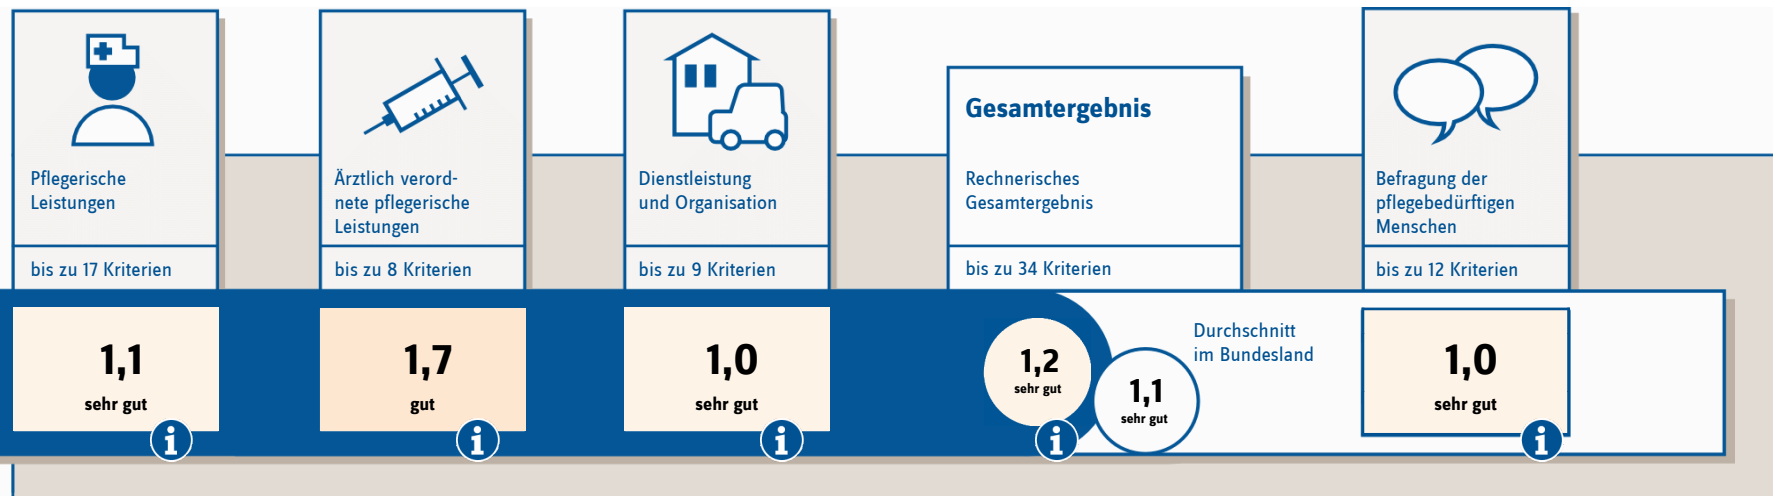 Pflegerische
Leistungen
bis zu 17 Kriterien
1,1
sehr gut
i
Ärztlich verord-
nete pflegerische
Leistungen
bis zu 8 Kriterien
1,7
gut
i
Dienstleistung
und Organisation
bis zu 9 Kriterien
1,0
sehr gut
i
Gesamtergebnis
Rechnerisches
Gesamtergebnis
bis zu 34 Kriterien
1,2
sehr gut
i
Durchschnitt
im Bundesland
1,1
sehr gut
Befragung der
pflegebedürftigen
Menschen
bis zu 12 Kriterien
1,0
sehr gut
i